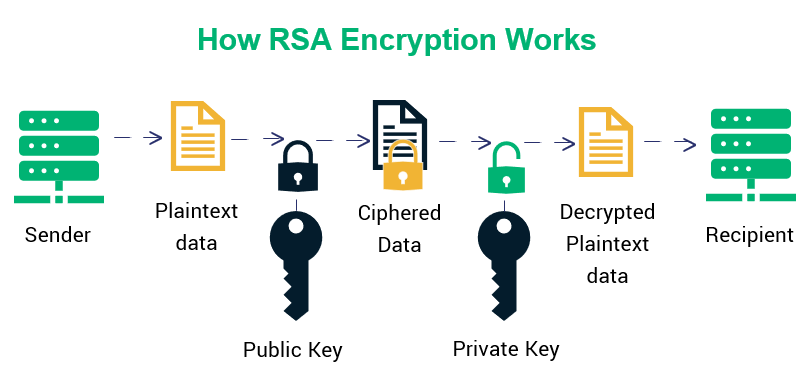 How RSA Encryption Works
Sender
Plaintext
data
Public Key
Ciphered
Data
Private Key
Decrypted
Plaintext
data
Recipient